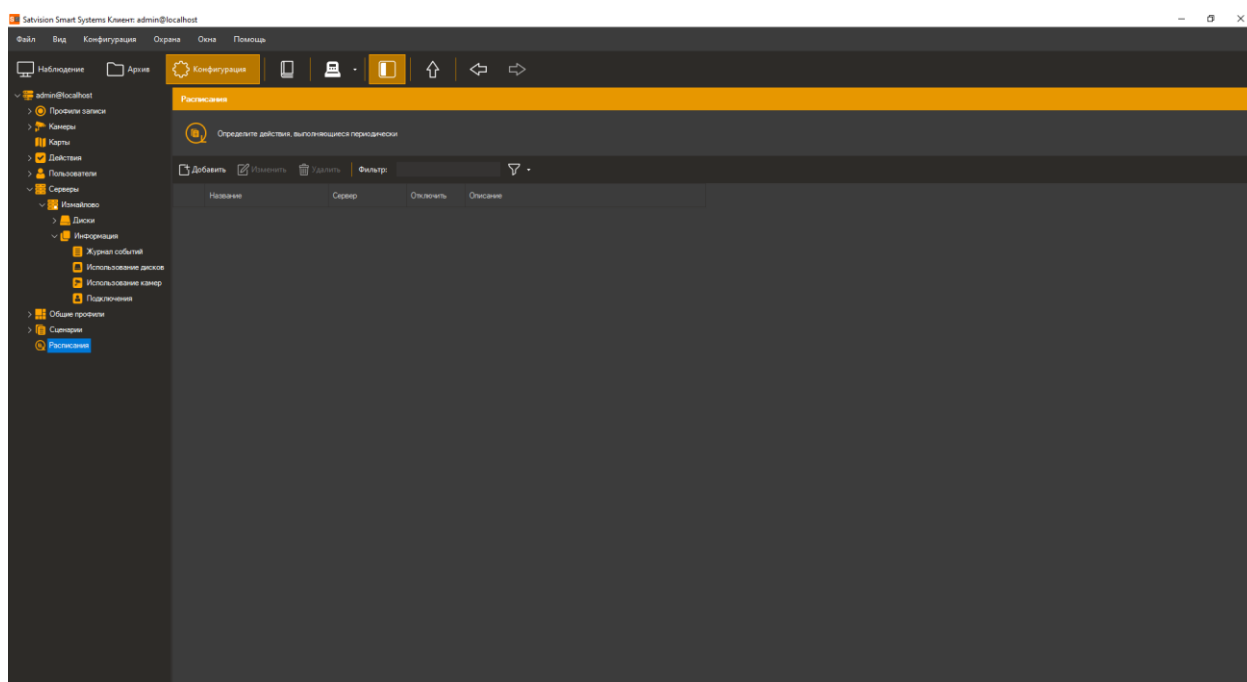 Satvision Smart Systems Клиент: admin@localhost
Файл Вид Конфигурация Охрана Окна Помощь
Наблюдение Архив Конфигурация
admin@localhost
Профили записи
Камеры
Карты
Действия
Пользователи
Серверы
Измайлово
Диски
Информация
Журнал событий
Использование дисков
Использование камер
Подключения
Общие профили
Сценарии
Расписания
Расписания
Определите действия, выполняющиеся периодически
Добавить Изменить Удалить Фильтр:
Название Сервер Отключить Описание